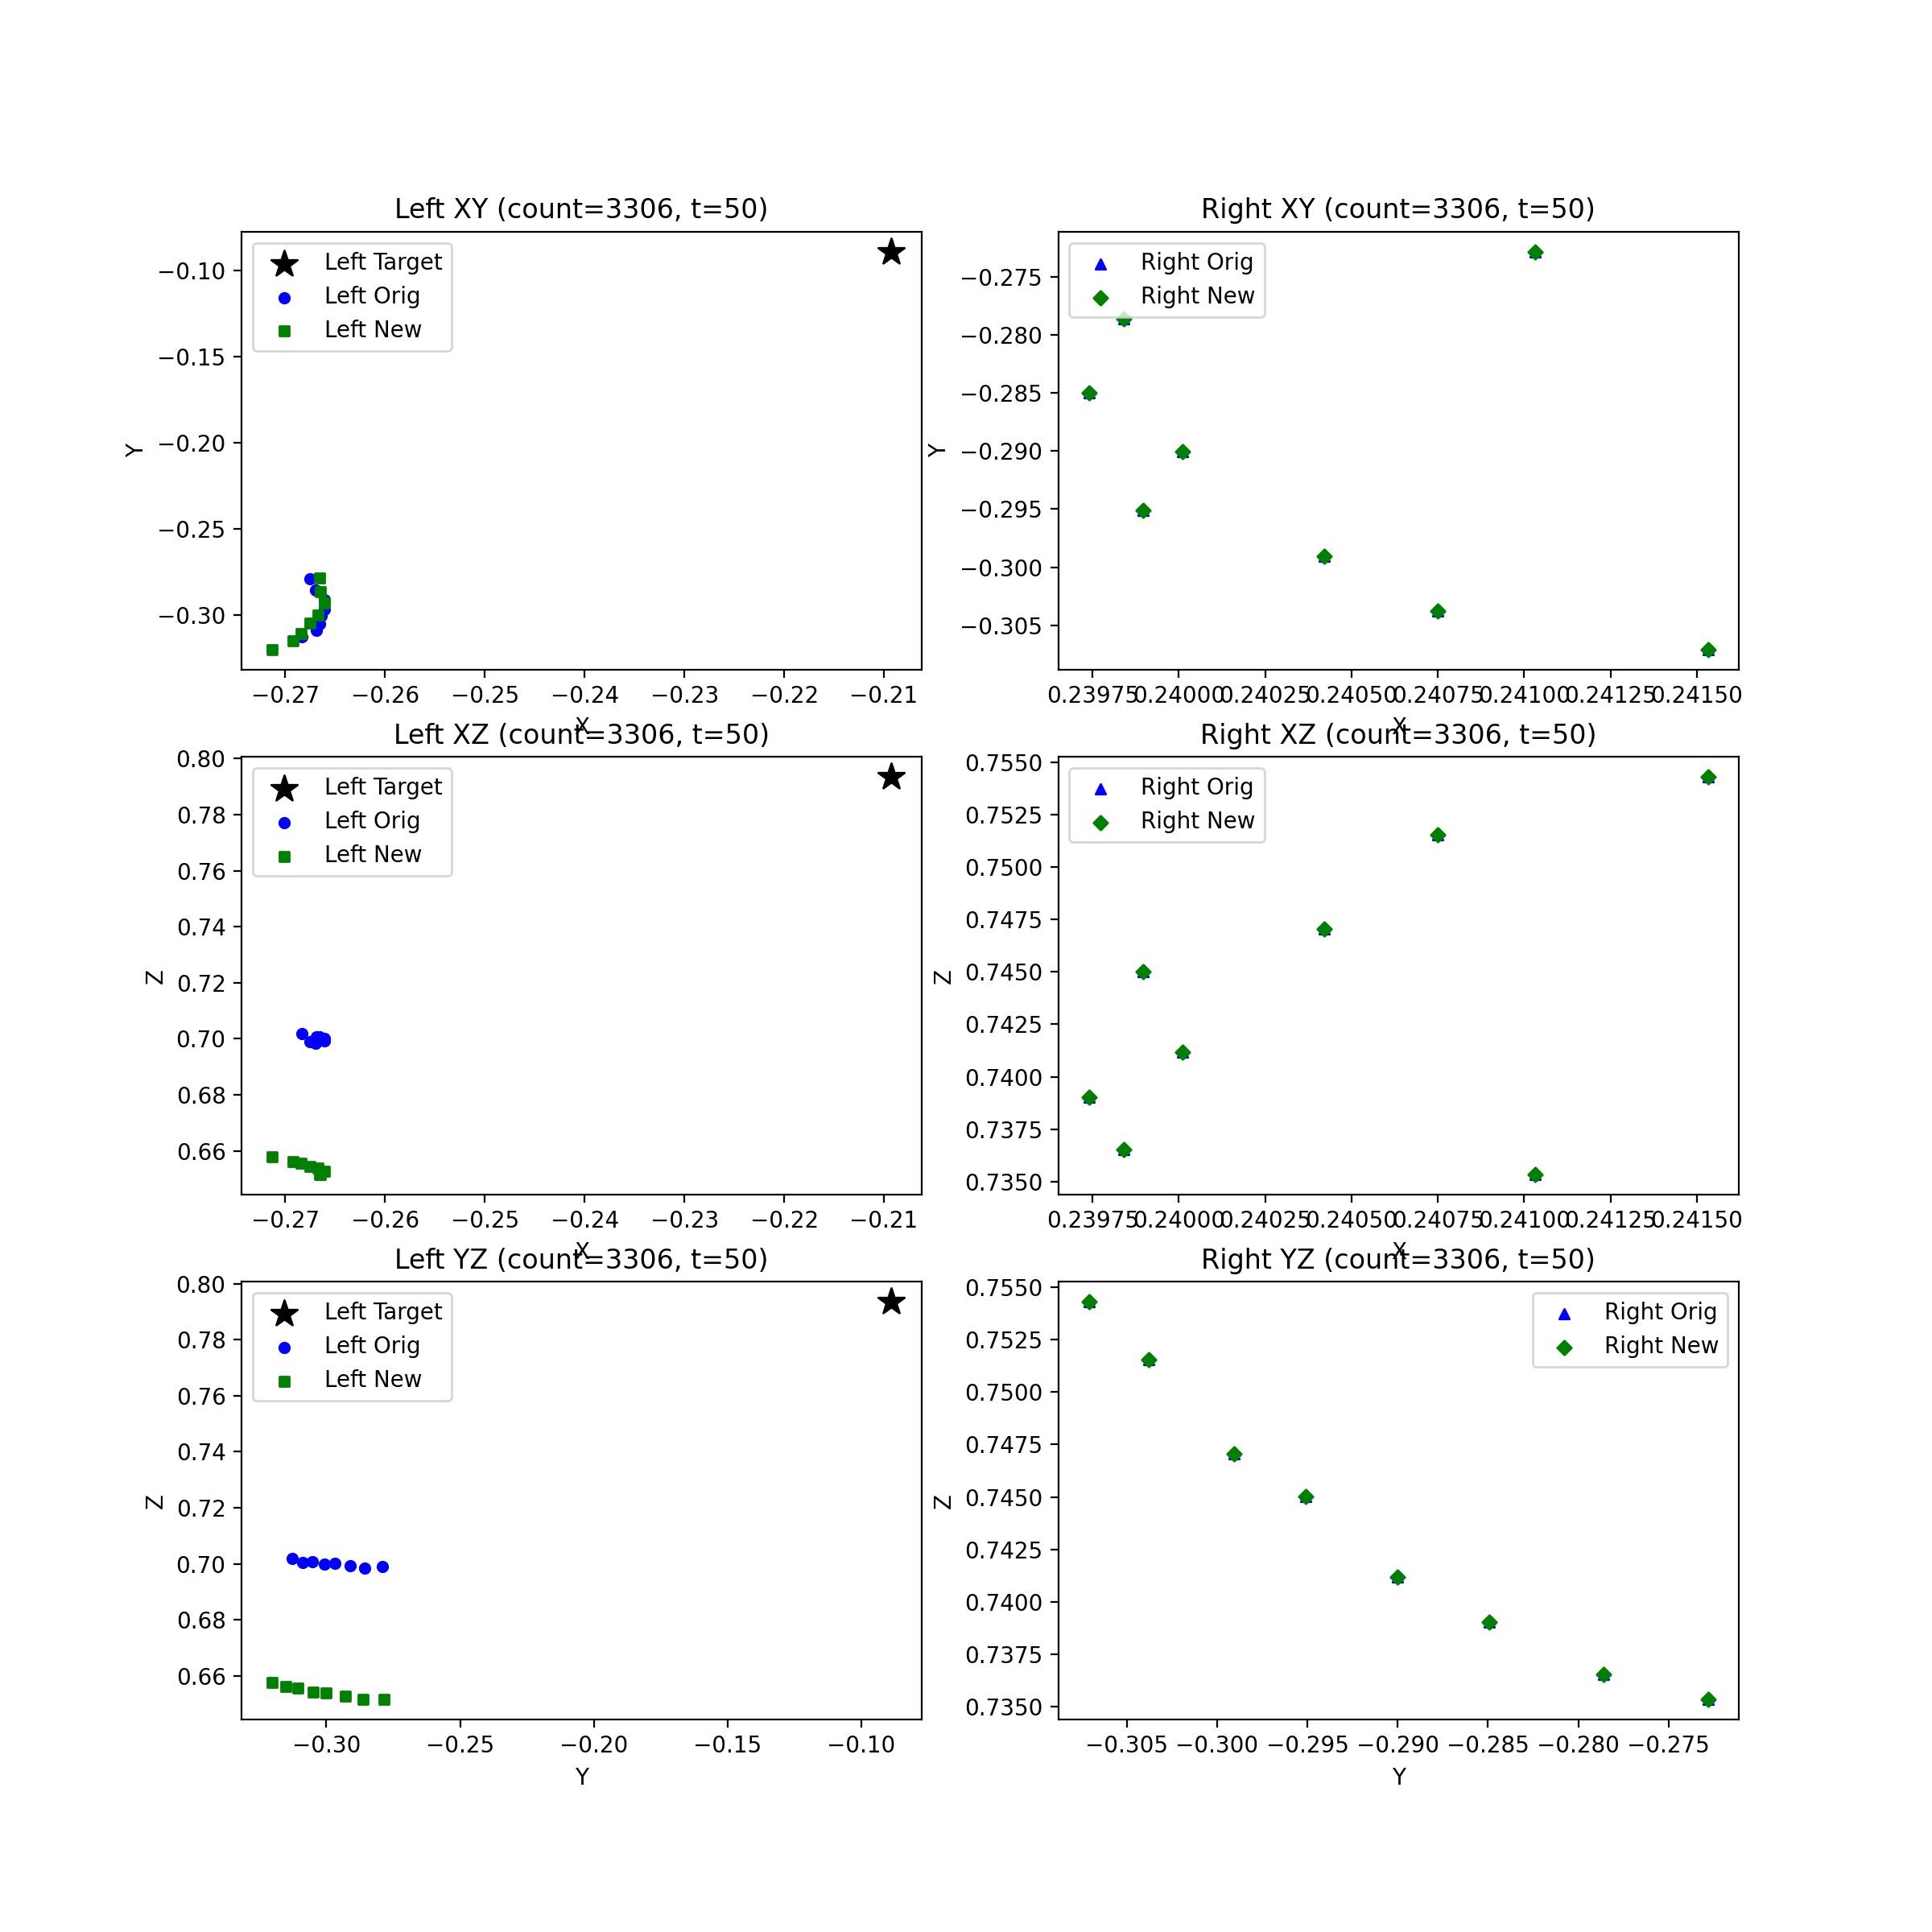 Left XY (count=3306, t=50)
Left Target
Left Orig
Left New
Y
−0.10
−0.15
−0.20
−0.25
−0.30
−0.27 −0.26 −0.25 −0.24 −0.23 −0.22 −0.21
X
Right XY (count=3306, t=50)
Right Orig
Right New
Y
−0.275
−0.280
−0.285
−0.290
−0.295
−0.300
−0.305
0.23975 0.24000 0.24025 0.24050 0.24075 0.24100 0.24125 0.24150
X
Left XZ (count=3306, t=50)
Left Target
Left Orig
Left New
Z
0.80
0.78
0.76
0.74
0.72
0.70
0.68
0.66
−0.27 −0.26 −0.25 −0.24 −0.23 −0.22 −0.21
X
Right XZ (count=3306, t=50)
Right Orig
Right New
Z
0.7550
0.7525
0.7500
0.7475
0.7450
0.7425
0.7400
0.7375
0.7350
0.23975 0.24000 0.24025 0.24050 0.24075 0.24100 0.24125 0.24150
X
Left YZ (count=3306, t=50)
Left Target
Left Orig
Left New
Z
0.80
0.78
0.76
0.74
0.72
0.70
0.68
0.66
−0.30 −0.25 −0.20 −0.15 −0.10
Y
Right YZ (count=3306, t=50)
Right Orig
Right New
Z
0.7550
0.7525
0.7500
0.7475
0.7450
0.7425
0.7400
0.7375
0.7350
−0.305 −0.300 −0.295 −0.290 −0.285 −0.280 −0.275
Y